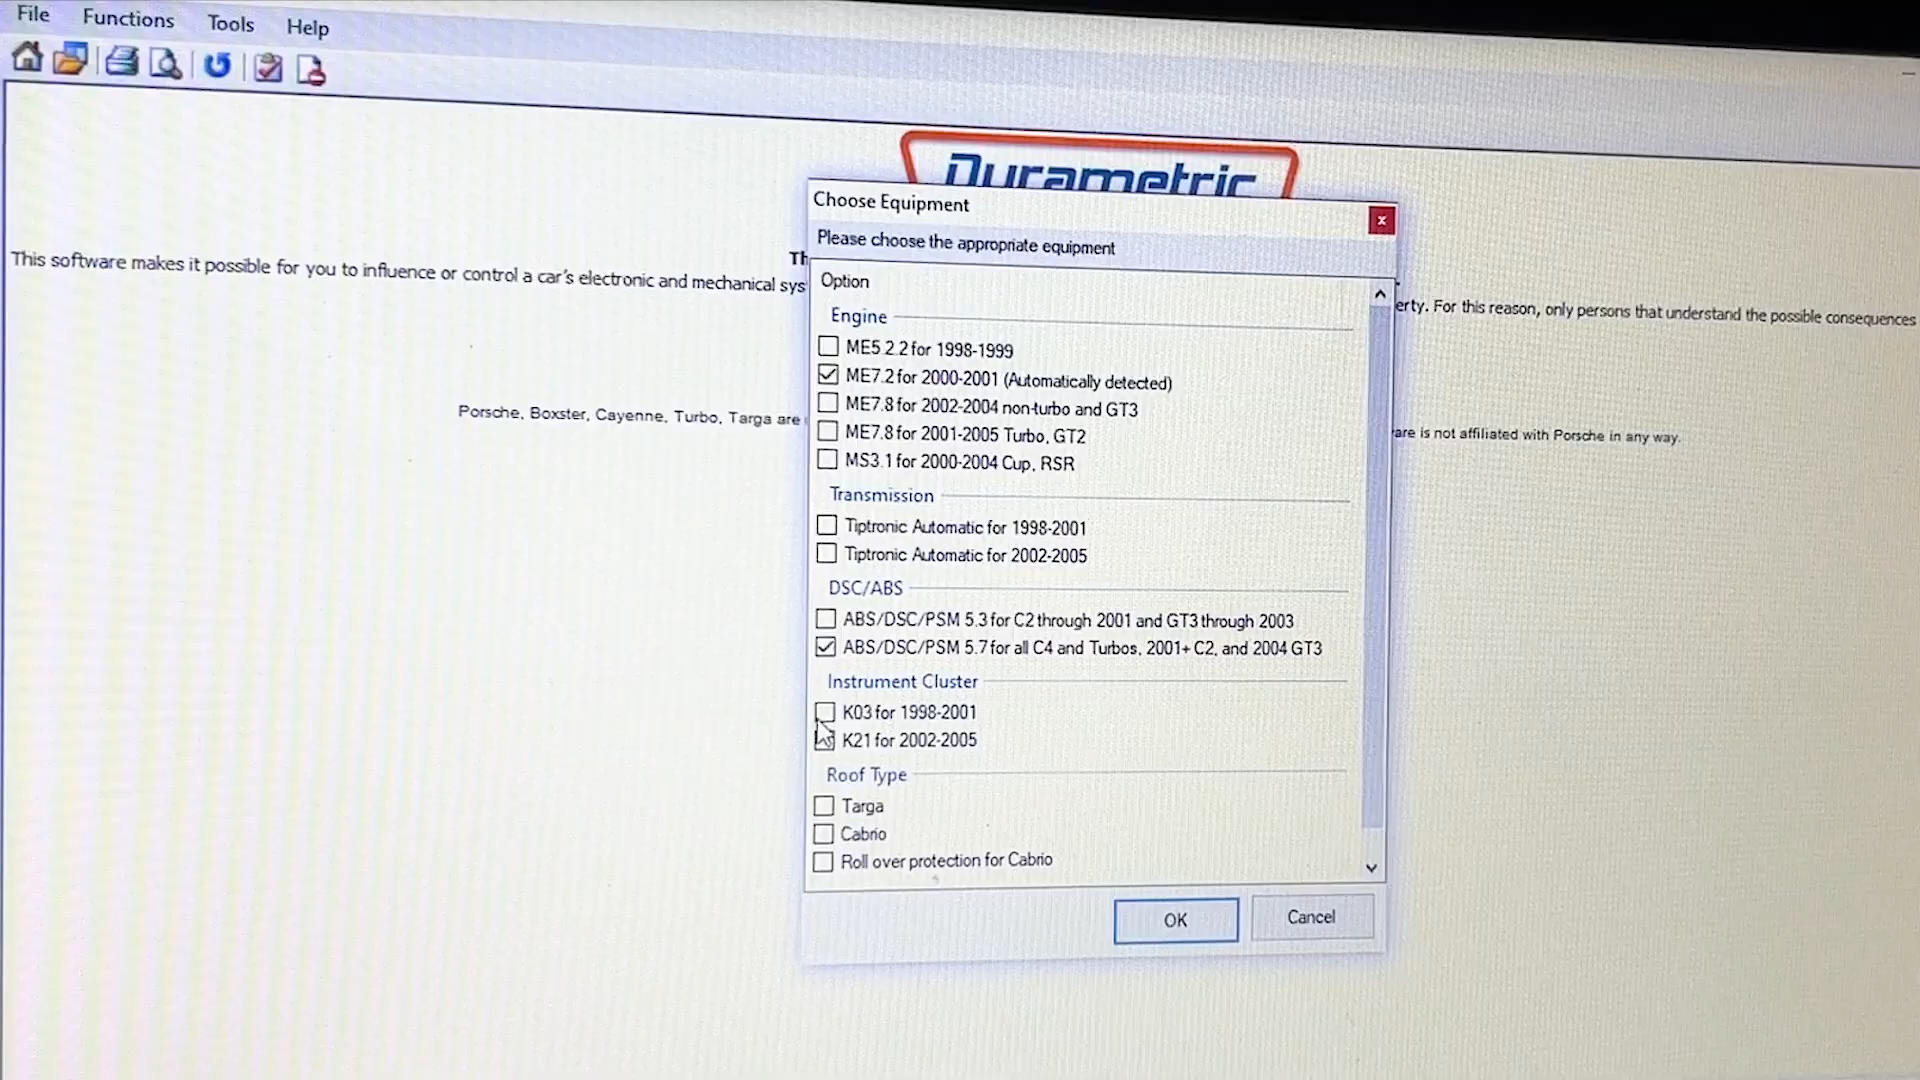 File Functions Tools Help
Durametric
Choose Equipment
Please choose the appropriate equipment
Th
This software makes it possible for you to influence or control a car's electronic and mechanical sys
erty. For this reason, only persons that understand the possible consequences
Porsche, Boxster, Cayenne, Turbo, Targa are
are is not affiliated with Porsche in any way.
Option
Engine
ME5 2.2 for 1998-1999
ME7.2 for 2000-2001 (Automatically detected)
ME7.8 for 2002-2004 non-turbo and GT3
ME7.8 for 2001-2005 Turbo, GT2
MS3.1 for 2000-2004 Cup, RSR
Transmission
Tiptronic Automatic for 1998-2001
Tiptronic Automatic for 2002-2005
DSC/ABS
ABS/DSC/PSM 5.3 for C2 through 2001 and GT3 through 2003
ABS/DSC/PSM 5.7 for all C4 and Turbos, 2001+ C2, and 2004 GT3
Instrument Cluster
K03 for 1998-2001
K21 for 2002-2005
Roof Type
Targa
Cabrio
Roll over protection for Cabrio
OK
Cancel